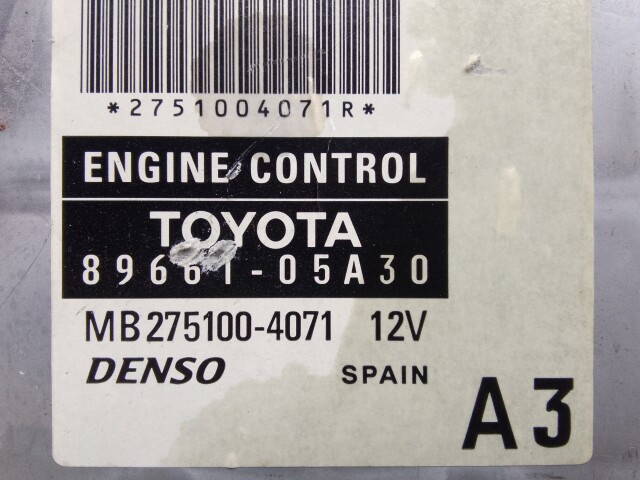 *2751004071R*
ENGINE CONTROL
TOYOTA
89661-05A30
MB275100-4071 12V
DENSO SPAIN
A3